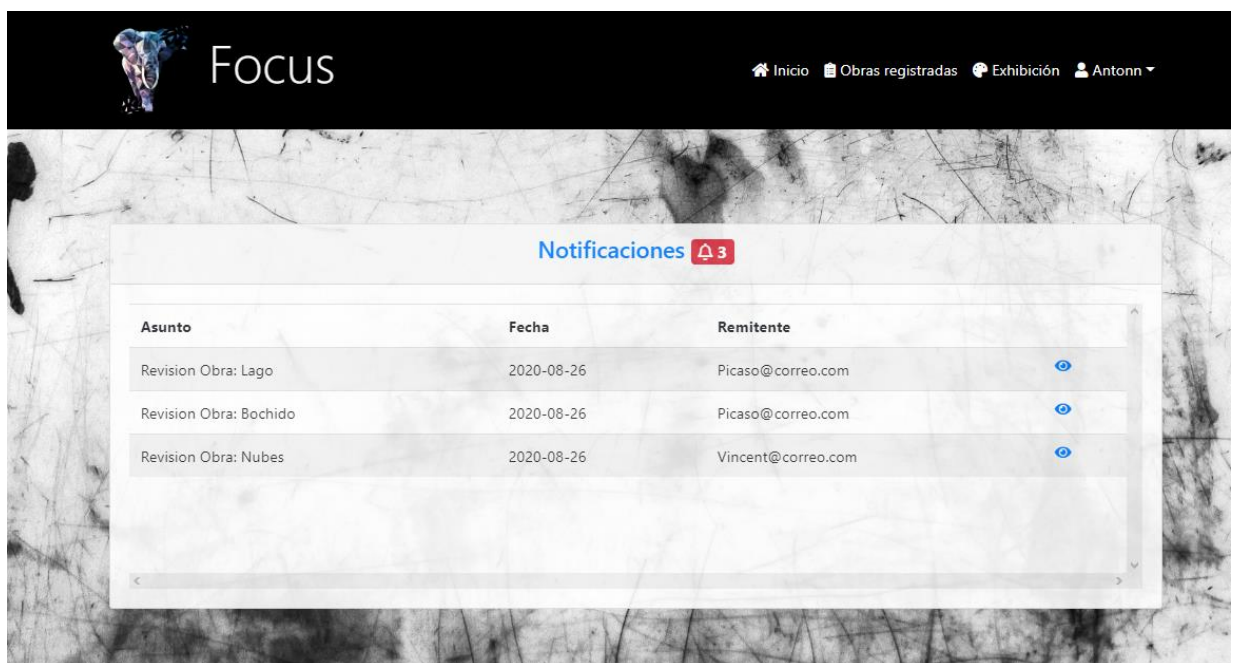 Focus
Inicio Obras registradas Exhibición Antonn
Notificaciones 3
Asunto Fecha Remitente
Revision Obra: Lago 2020-08-26 Picaso@correo.com
Revision Obra: Bochido 2020-08-26 Picaso@correo.com
Revision Obra: Nubes 2020-08-26 Vincent@correo.com